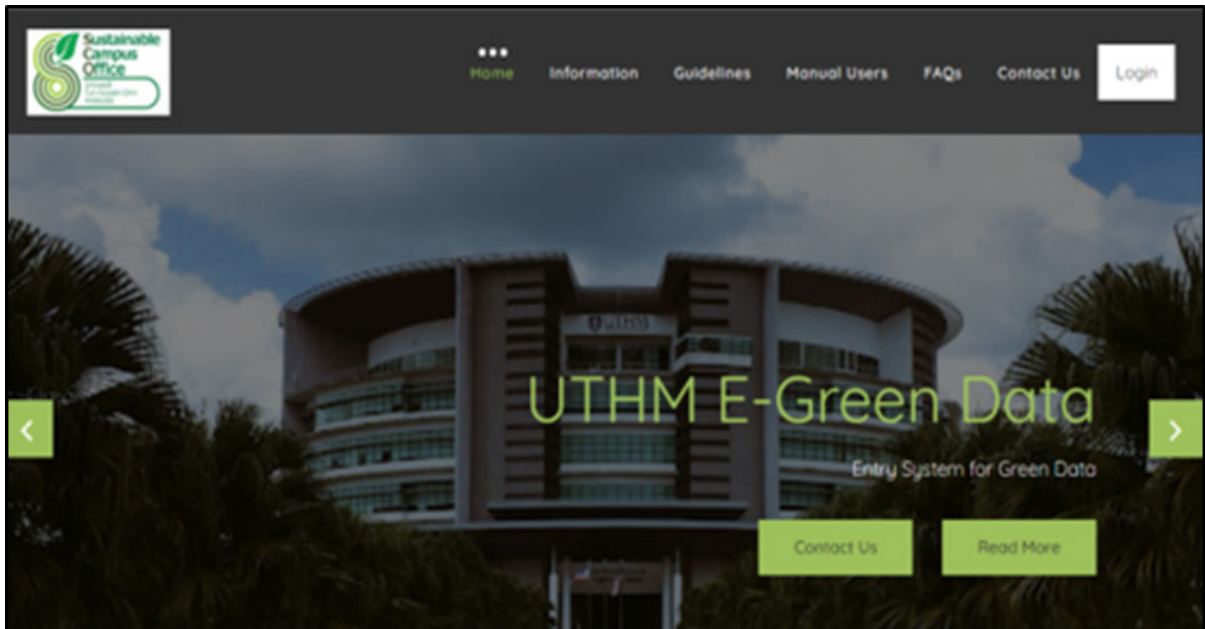 Sustainable
Campus
Office
Home Information Guidelines Manual Users FAQs Contact Us Login
UTHM
UTHM E-Green Data
Entry System for Green Data
Contact Us Read More